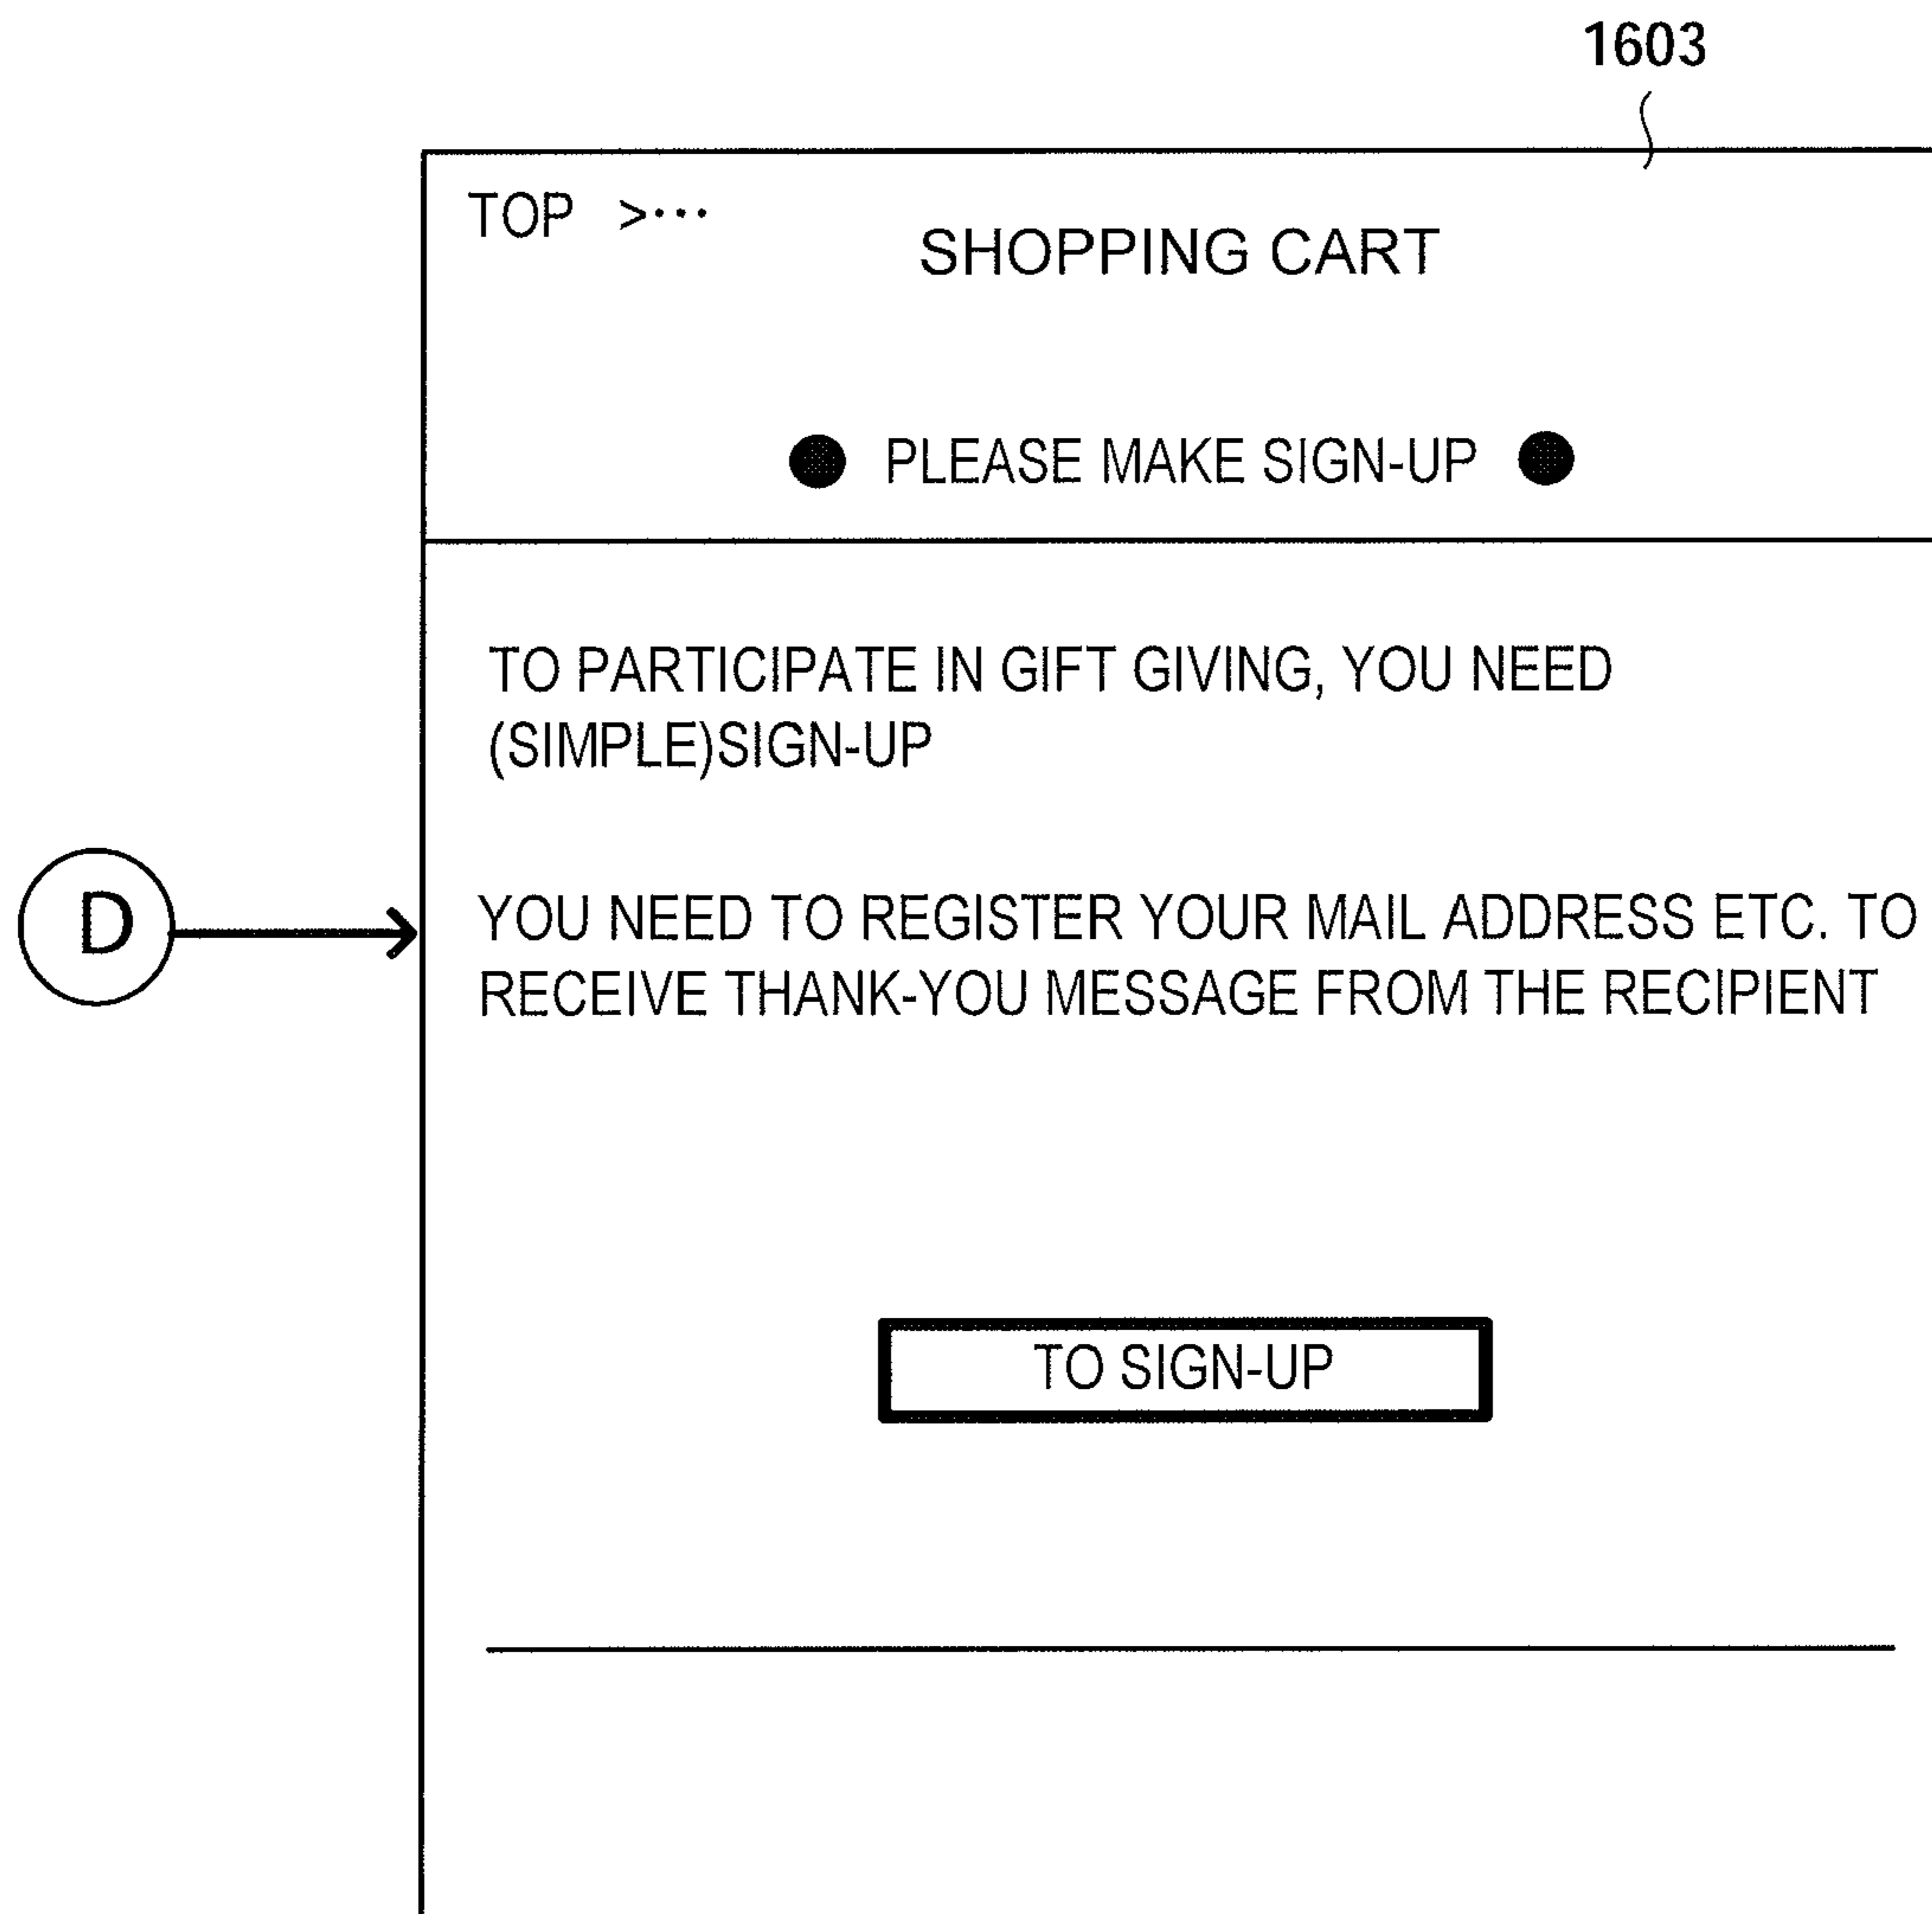 1603
TOP >···
SHOPPING CART
● PLEASE MAKE SIGN-UP ●
TO PARTICIPATE IN GIFT GIVING, YOU NEED
(SIMPLE)SIGN-UP
D
YOU NEED TO REGISTER YOUR MAIL ADDRESS ETC. TO
RECEIVE THANK-YOU MESSAGE FROM THE RECIPIENT
TO SIGN-UP